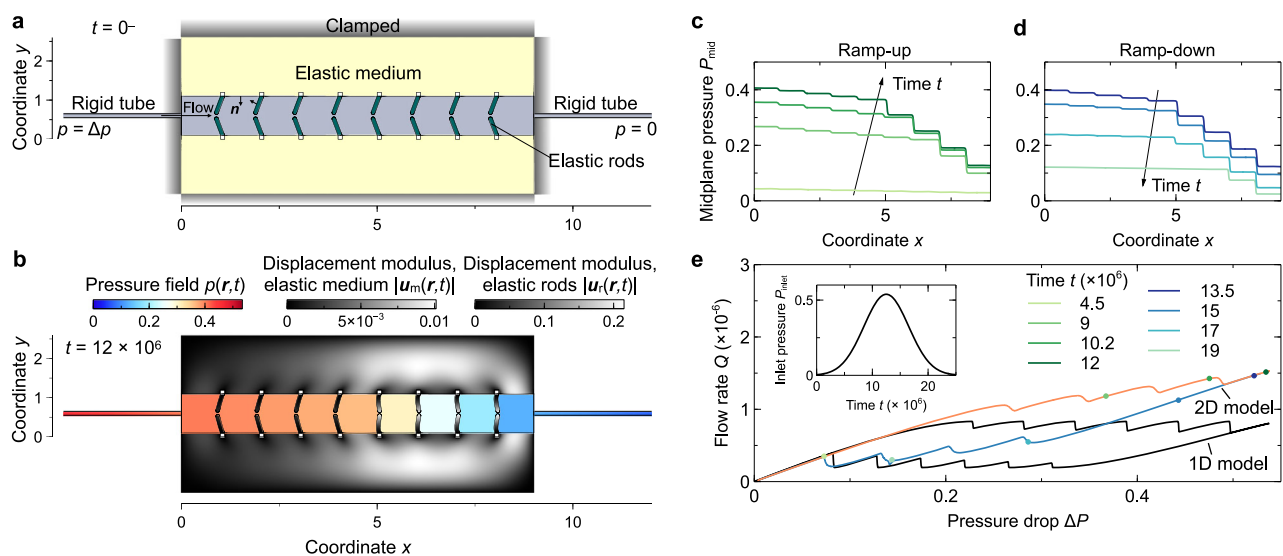 a
t = 0–
Clamped
Elastic medium
Rigid tube
Flow
n
Rigid tube
p = Δp
p = 0
Elastic rods
Coordinate y
2
1
0
0
5
10
b
Pressure field p(r,t)
0
0.2
0.4
Displacement modulus,
elastic medium |um(r,t)|
0
5×10⁻³
0.01
Displacement modulus,
elastic rods |ur(r,t)|
0
0.1
0.2
t = 12 × 10⁶
Coordinate y
2
1
0
0
5
10
Coordinate x
c
Ramp-up
Time t
Midplane pressure Pmid
0.4
0.2
0
0
5
Coordinate x
d
Ramp-down
Time t
0.4
0.2
0
0
5
Coordinate x
e
Flow rate Q (×10⁻⁶)
3
2
1
0
0
0.2
0.4
Pressure drop ΔP
Inlet pressure Pinlet
0.5
0
0
10
20
Time t (× 10⁶)
Time t (×10⁶)
4.5
9
10.2
12
13.5
15
17
19
2D model
1D model